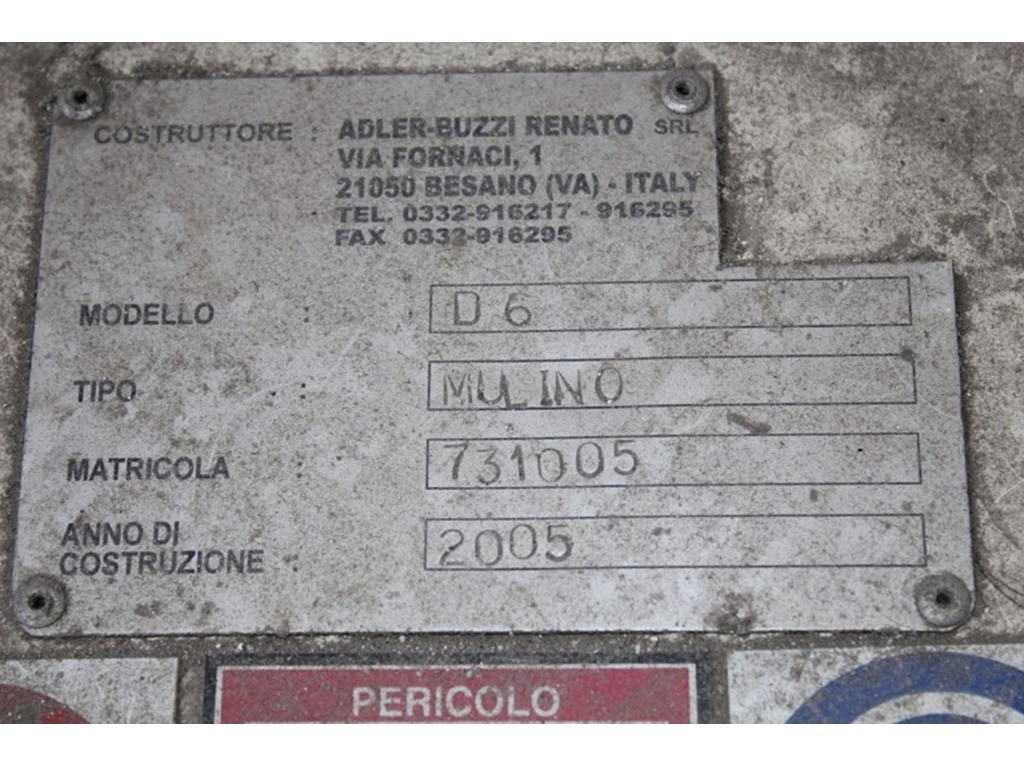 COSTRUTTORE : ADLER-BUZZI RENATO SRL
VIA FORNACI, 1
21050 BESANO (VA) - ITALY
TEL. 0332-916217 - 916295
FAX 0332-916295
MODELLO : D 6
TIPO : MULINO
MATRICOLA : 731005
ANNO DI
COSTRUZIONE : 2005
PERICOLO